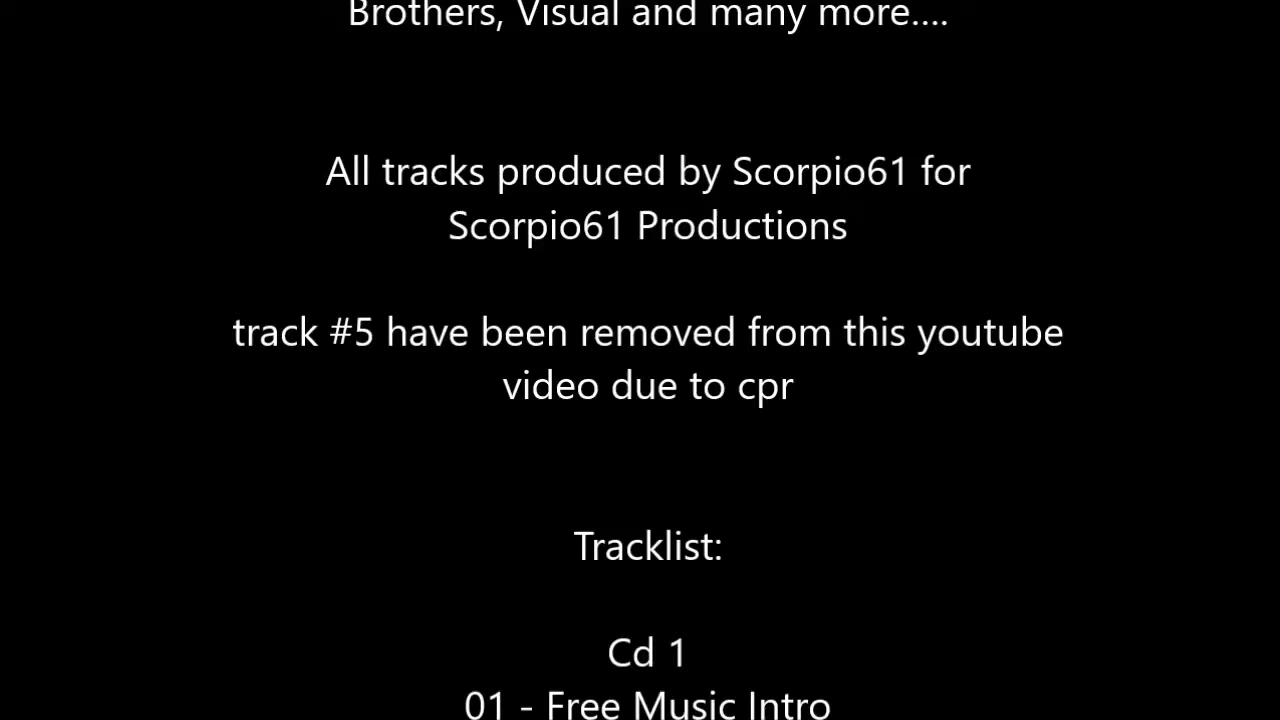 Brothers, Visual and many more....
All tracks produced by Scorpio61 for
Scorpio61 Productions
track #5 have been removed from this youtube
video due to cpr
Tracklist:
Cd 1
01 - Free Music Intro